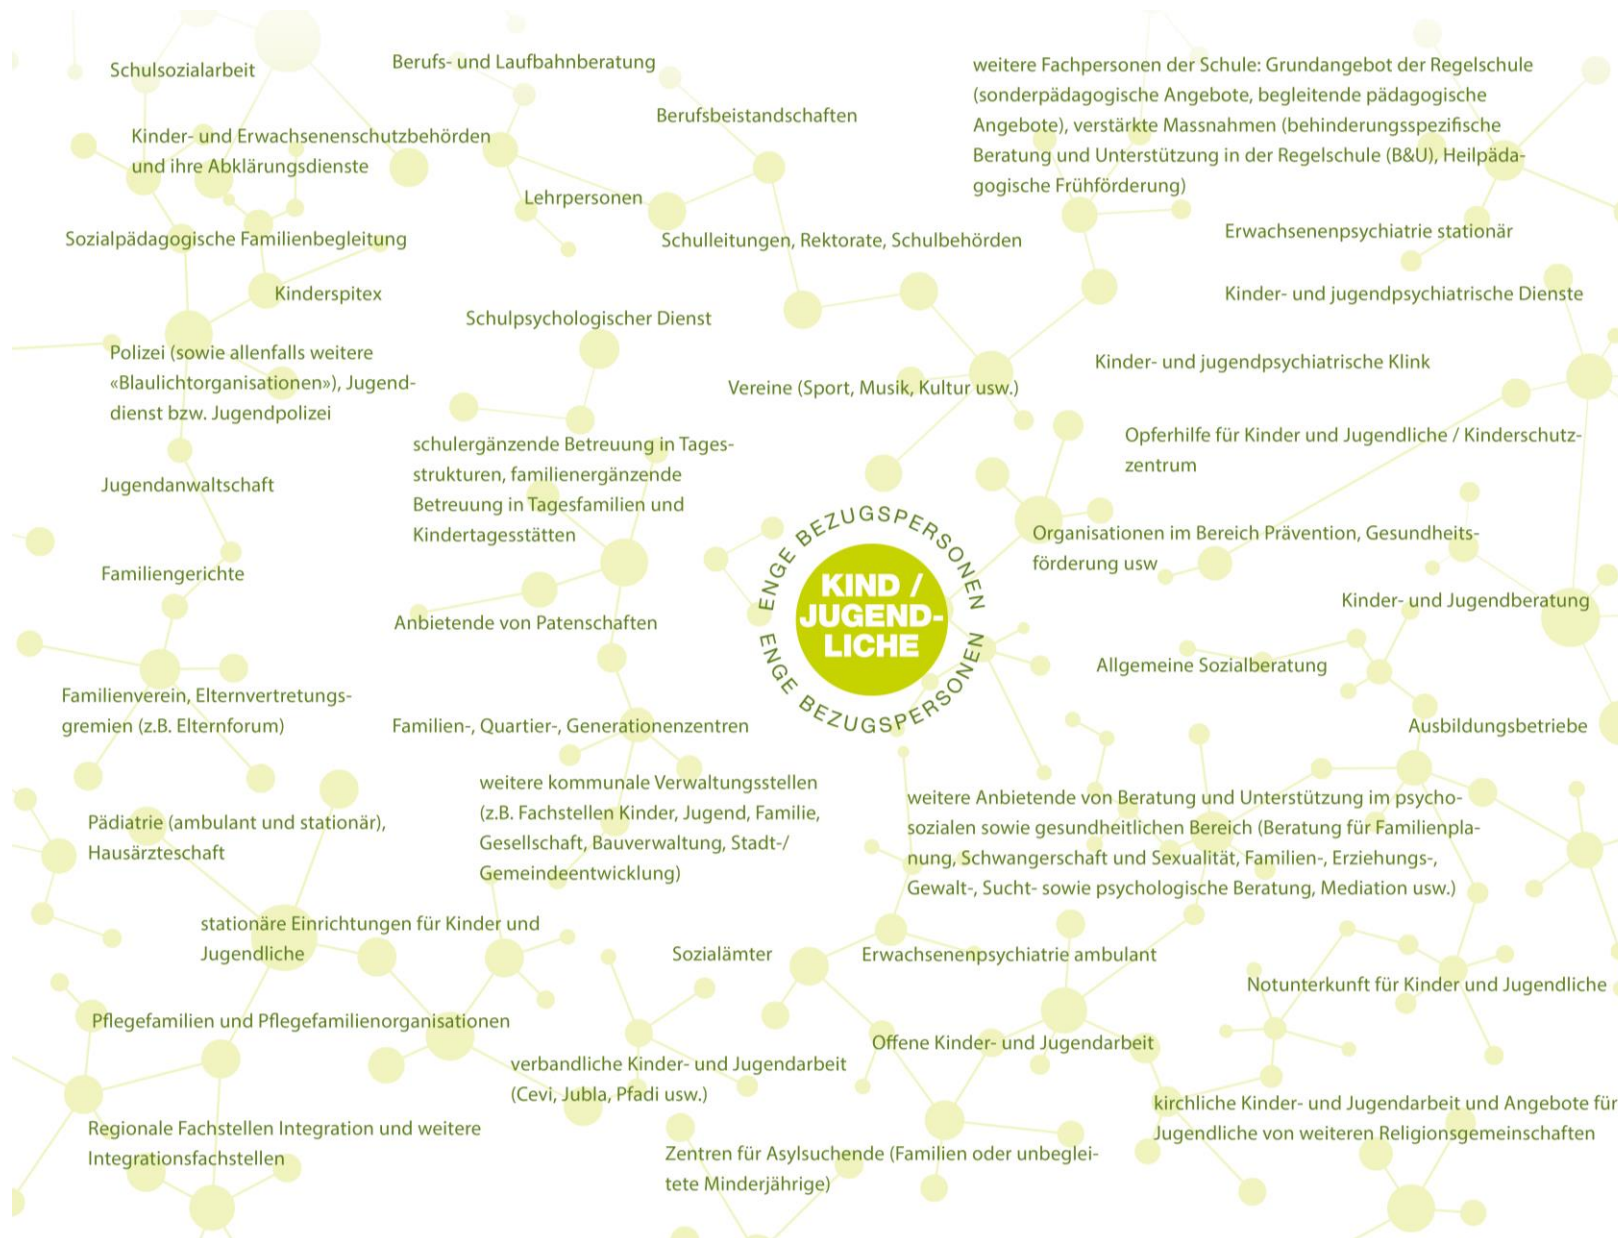 Schulsozialarbeit
Berufs- und Laufbahnberatung
weitere Fachpersonen der Schule: Grundangebot der Regelschule
(sonderpädagogische Angebote, begleitende pädagogische
Angebote), verstärkte Massnahmen (behinderungsspezifische
Beratung und Unterstützung in der Regelschule (B&U), Heilpäda-
gogische Frühförderung)
Berufsbeistandschaften
Kinder- und Erwachsenenschutzbehörden
und ihre Abklärungsdienste
Lehrpersonen
Sozialpädagogische Familienbegleitung
Schulleitungen, Rektorate, Schulbehörden
Erwachsenenpsychiatrie stationär
Kinderspitex
Kinder- und jugendpsychiatrische Dienste
Schulpsychologischer Dienst
Polizei (sowie allenfalls weitere
«Blaulichtorganisationen»), Jugend-
dienst bzw. Jugendpolizei
Kinder- und jugendpsychiatrische Klink
Vereine (Sport, Musik, Kultur usw.)
schulergänzende Betreuung in Tages-
strukturen, familienergänzende
Betreuung in Tagesfamilien und
Kindertagesstätten
Opferhilfe für Kinder und Jugendliche / Kinderschutz-
zentrum
Jugendanwaltschaft
ENGE BEZUGSPERSONEN
KIND /
JUGEND-
LICHE
ENGE BEZUGSPERSONEN
Organisationen im Bereich Prävention, Gesundheits-
förderung usw
Familiengerichte
Kinder- und Jugendberatung
Anbietende von Patenschaften
Allgemeine Sozialberatung
Familienverein, Elternvertretungs-
gremien (z.B. Elternforum)
Familien-, Quartier-, Generationenzentren
Ausbildungsbetriebe
weitere kommunale Verwaltungsstellen
(z.B. Fachstellen Kinder, Jugend, Familie,
Gesellschaft, Bauverwaltung, Stadt-/
Gemeindeentwicklung)
weitere Anbietende von Beratung und Unterstützung im psycho-
sozialen sowie gesundheitlichen Bereich (Beratung für Familienpla-
nung, Schwangerschaft und Sexualität, Familien-, Erziehungs-,
Gewalt-, Sucht- sowie psychologische Beratung, Mediation usw.)
Pädiatrie (ambulant und stationär),
Hausärzteschaft
stationäre Einrichtungen für Kinder und
Jugendliche
Sozialämter
Erwachsenenpsychiatrie ambulant
Notunterkunft für Kinder und Jugendliche
Pflegefamilien und Pflegefamilienorganisationen
Offene Kinder- und Jugendarbeit
verbandliche Kinder- und Jugendarbeit
(Cevi, Jubla, Pfadi usw.)
kirchliche Kinder- und Jugendarbeit und Angebote für
Jugendliche von weiteren Religionsgemeinschaften
Regionale Fachstellen Integration und weitere
Integrationsfachstellen
Zentren für Asylsuchende (Familien oder unbeglei-
tete Minderjährige)